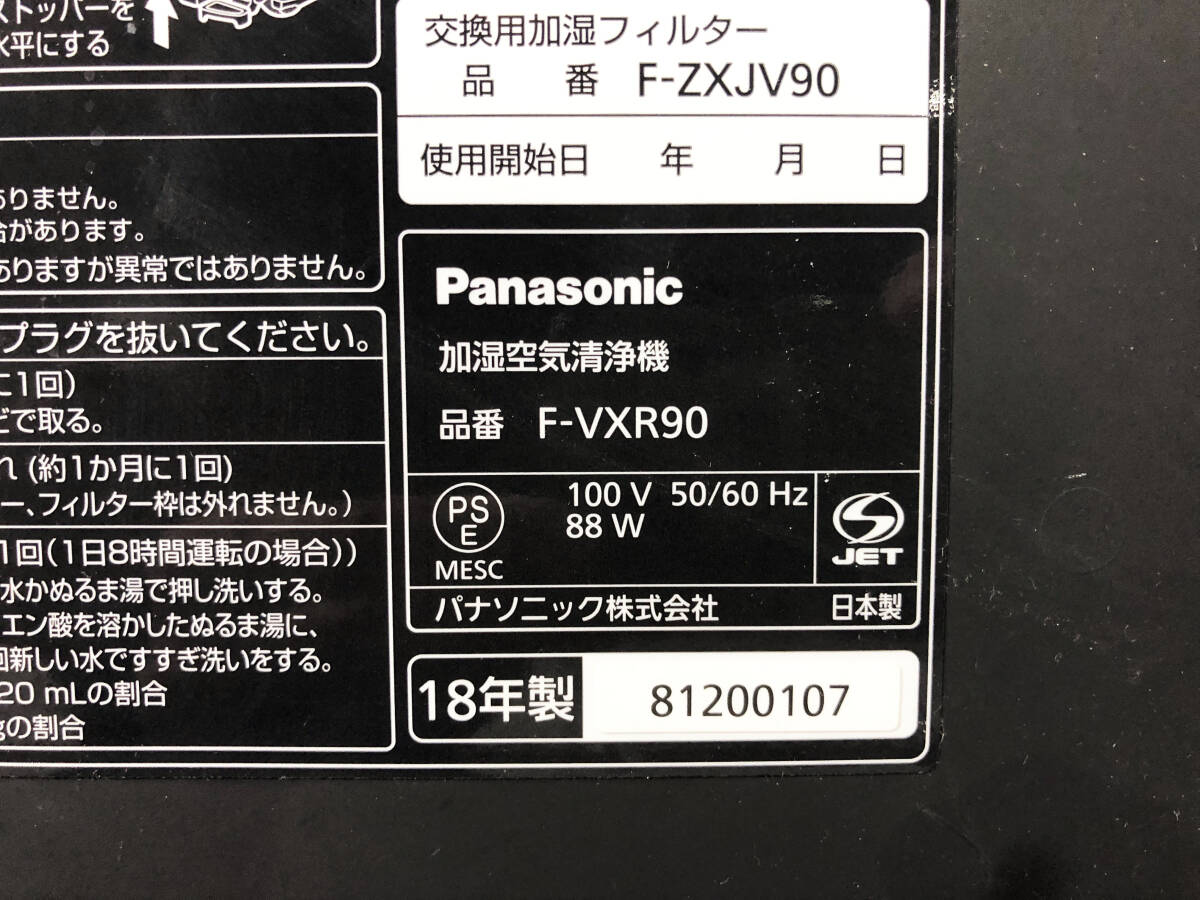 ストッパーを
水平にする
ありません。
合があります。
ありますが異常ではありません。
プラグを抜いてください。
に1回）
どで取る。
れ (約1か月に1回)
ー、フィルター枠は外れません。)
1回(1日8時間運転の場合))
水かぬるま湯で押し洗いする。
エン酸を溶かしたぬるま湯に、
回新しい水ですすぎ洗いをする。
20 mLの割合
gの割合
交換用加湿フィルター
品 番 F-ZXJV90
使用開始日 年 月 日
Panasonic
加湿空気清浄機
品番 F-VXR90
PS
E
MESC
100 V 50/60 Hz
88 W
JET
パナソニック株式会社 日本製
18年製 81200107